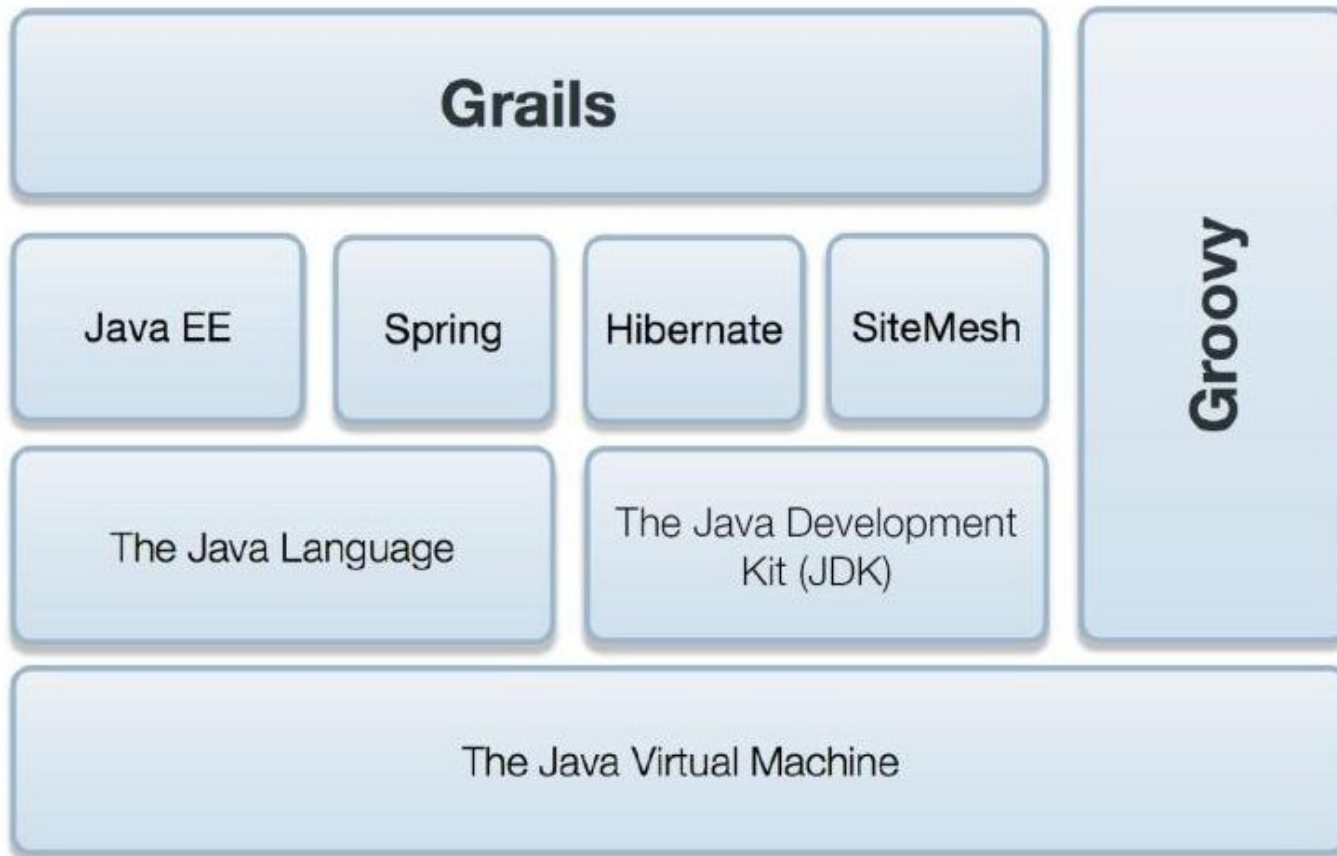 Grails
Groovy
Java EE
Spring
Hibernate
SiteMesh
The Java Language
The Java Development
Kit (JDK)
The Java Virtual Machine